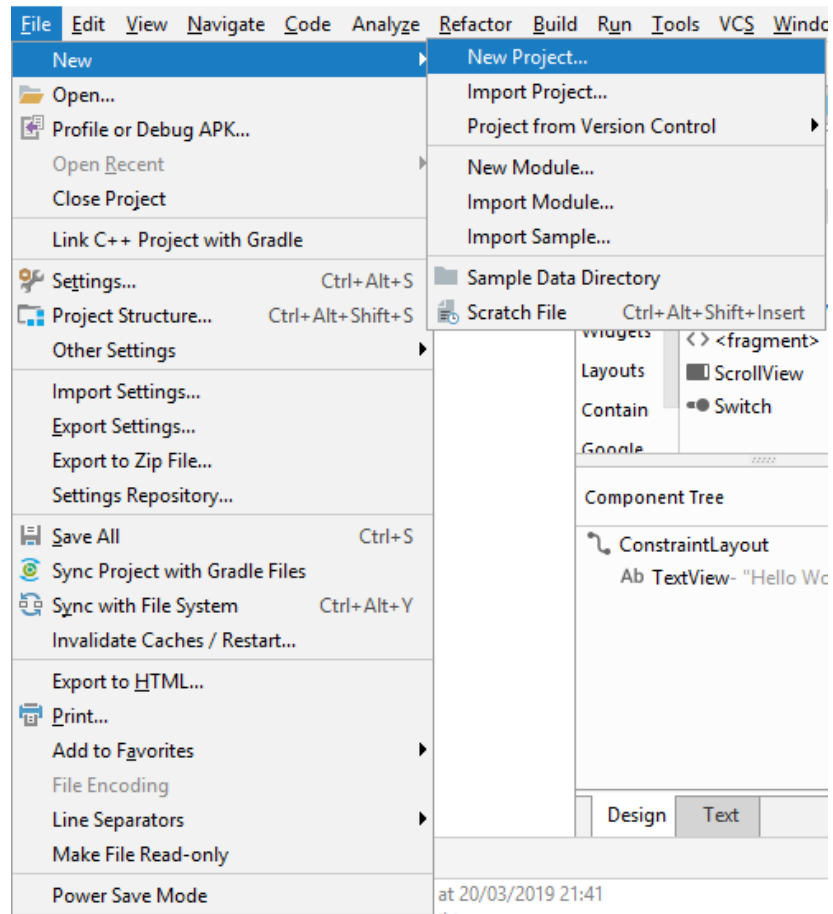 File Edit View Navigate Code Analyze Refactor Build Run Tools VCS
New
Open...
Profile or Debug APK...
Open Recent
Close Project
Link C++ Project with Gradle
Settings... Ctrl+Alt+S
Project Structure... Ctrl+Alt+Shift+S
Other Settings
Import Settings...
Export Settings...
Export to Zip File...
Settings Repository...
Save All Ctrl+S
Sync Project with Gradle Files
Sync with File System Ctrl+Alt+Y
Invalidate Caches / Restart...
Export to HTML...
Print...
Add to Favorites
File Encoding
Line Separators
Make File Read-only
Power Save Mode
New Project...
Import Project...
Project from Version Control
New Module...
Import Module...
Import Sample...
Sample Data Directory
Scratch File Ctrl+Alt+Shift+Insert
Widgets
Layouts
Contain
Google
<fragment>
ScrollView
Switch
Component Tree
ConstraintLayout
Ab TextView- "Hello
Design Text
at 20/03/2019 21:41